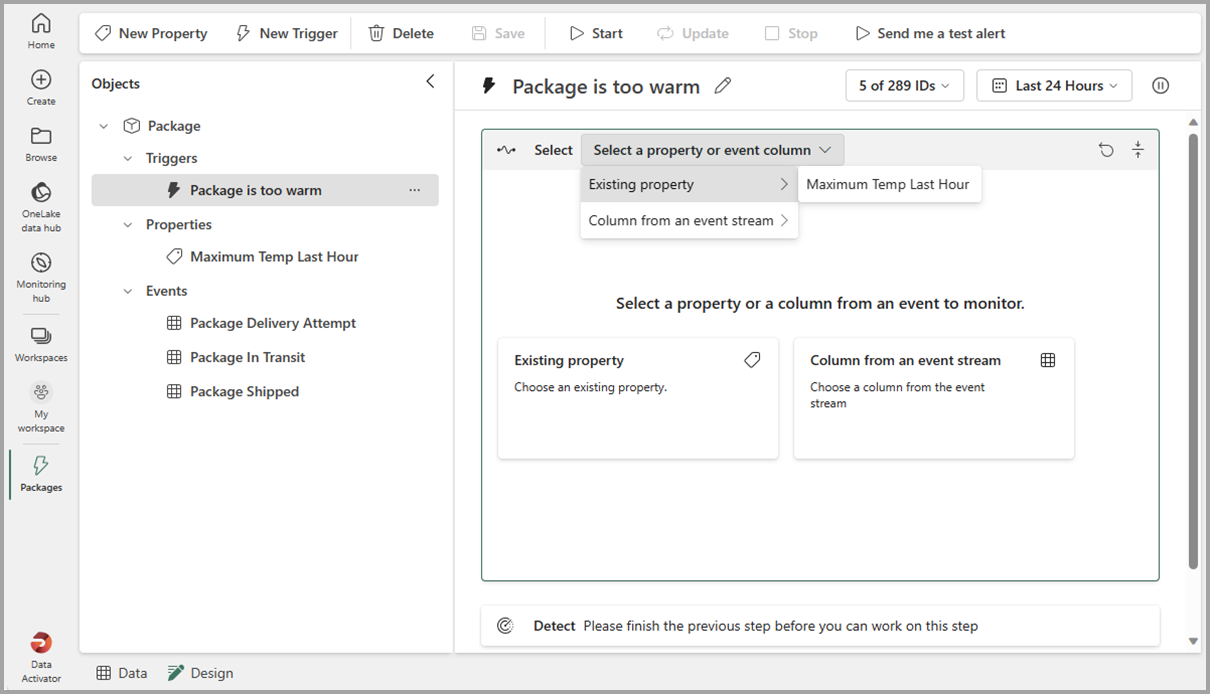 Home
Create
Browse
OneLake
data hub
Monitoring
hub
Workspaces
My
workspace
Packages
Data
Activator
New Property
New Trigger
Delete
Save
Start
Update
Stop
Send me a test alert
Objects
Package
Triggers
Package is too warm
...
Properties
Maximum Temp Last Hour
Events
Package Delivery Attempt
Package In Transit
Package Shipped
Package is too warm
5 of 289 IDs
Last 24 Hours
Select
Select a property or event column
Existing property
Maximum Temp Last Hour
Column from an event stream
Select a property or a column from an event to monitor.
Existing property
Choose an existing property.
Column from an event stream
Choose a column from the event
stream
Detect Please finish the previous step before you can work on this step
Data
Design